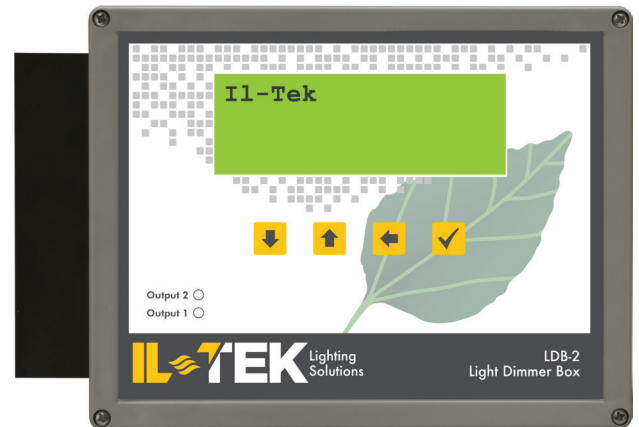 Il-Tek
Output 2
Output 1
IL TEK Lighting
Solutions
LDB-2
Light Dimmer Box